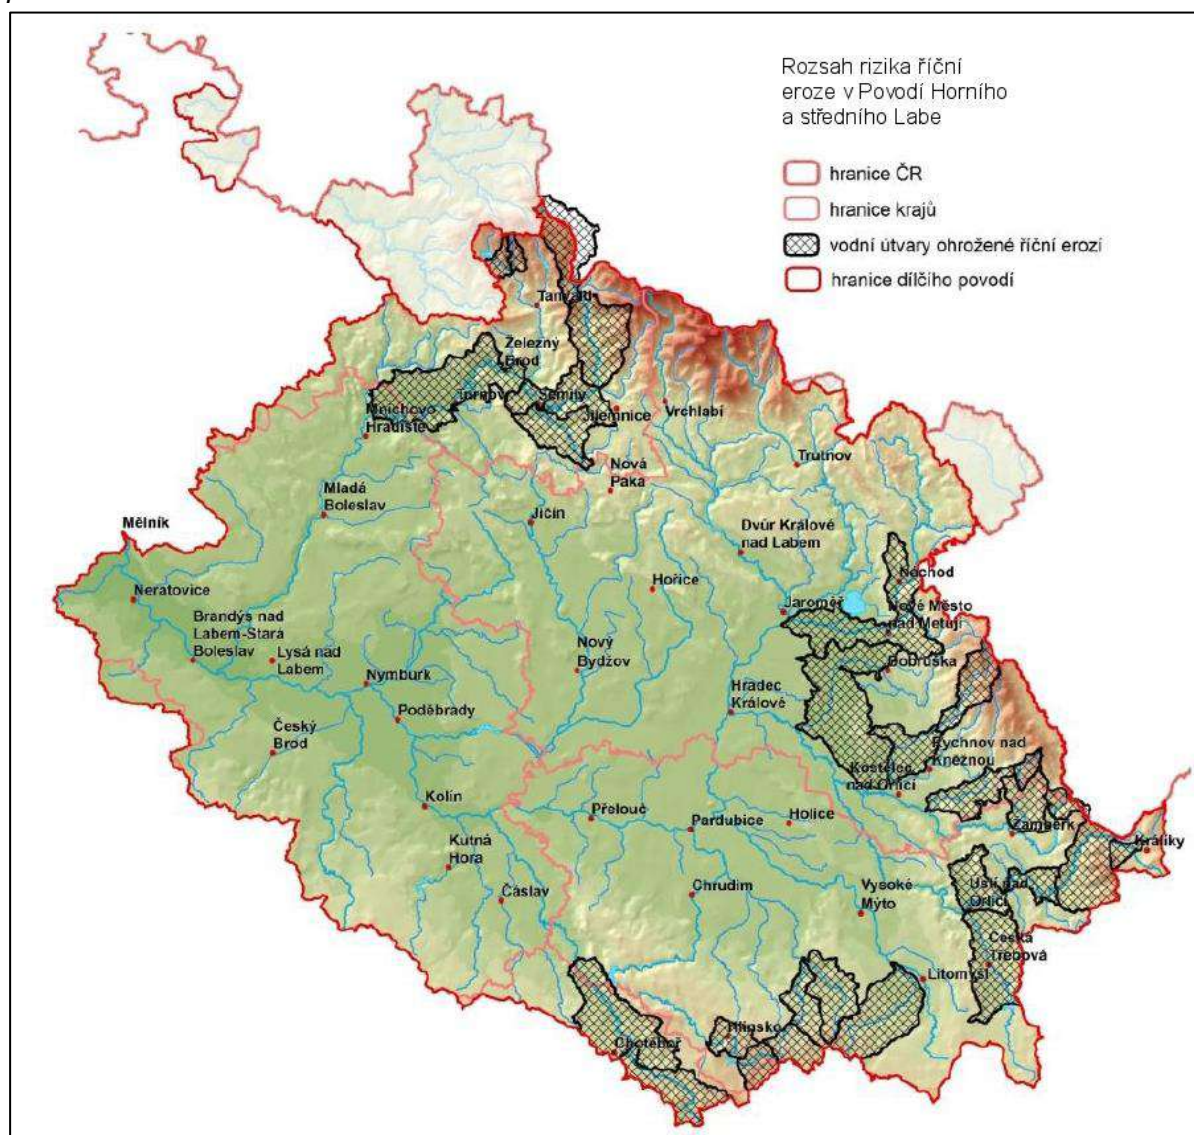 Rozsah rizika říční
eroze v Povodí Horního
a středního Labe
hranice ČR
hranice krajů
vodní útvary ohrožené říční erozí
hranice dílčího povodí
Tanvald
Železný
Brod
Turnov
Semily
Mnichovo
Hradiště
Jilemnice
Vrchlabí
Trutnov
Nová
Paka
Mladá
Boleslav
Jičín
Mělník
Dvůr Králové
nad Labem
Náchod
Hořice
Neratovice
Jaroměř
Nové Město
nad Metují
Brandýs nad
Labem-Stará
Boleslav
Lysá nad
Labem
Nový
Bydžov
Dobruška
Nymburk
Hradec
Králové
Poděbrady
Český
Brod
Rychnov nad
Kněžnou
Kostelec
nad Orlicí
Kolín
Přelouč
Pardubice
Holice
Žamberk
Králíky
Kutná
Hora
Čáslav
Chrudim
Vysoké
Mýto
Ústí nad
Orlicí
Česká
Třebová
Litomyšl
Hlinsko
Chotěboř